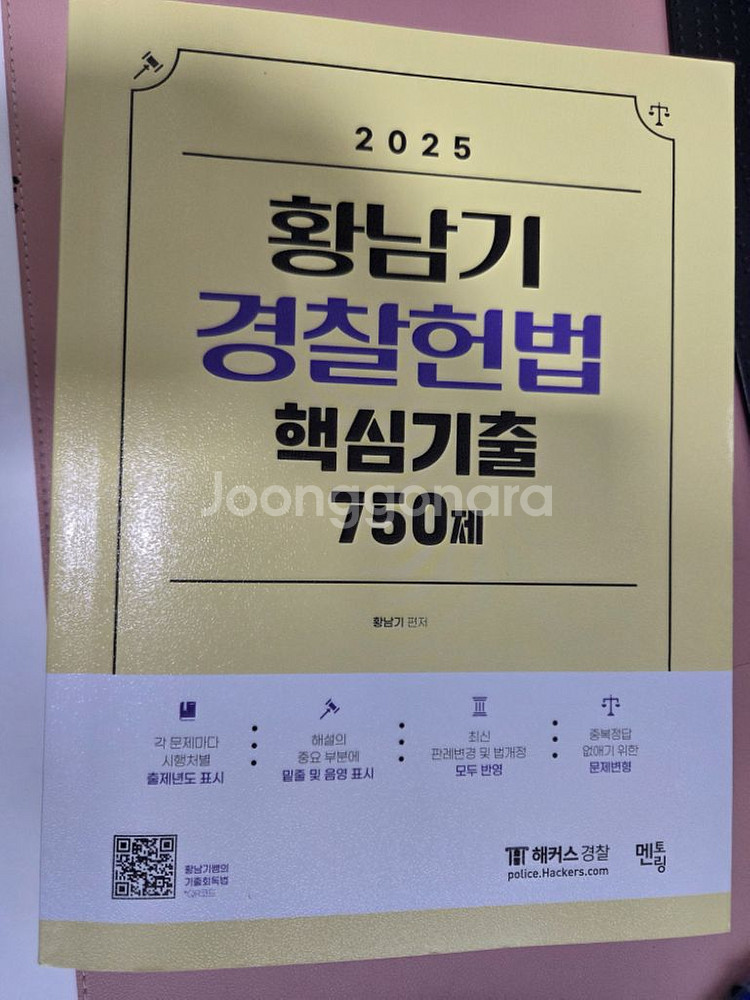 2025
황남기
경찰헌법
핵심기출
750제
Joonggonara
황남기 편저
각 문제마다
시행처별
출제년도 표시
해설의
중요 부분에
밑줄 및 음영 표시
최신
판례변경 및 법개정
모두 반영
중복정답
없애기 위한
문제변형
황남기쌤의
기출회독법
*QR코드
해커스경찰
police.Hackers.com
멘토링